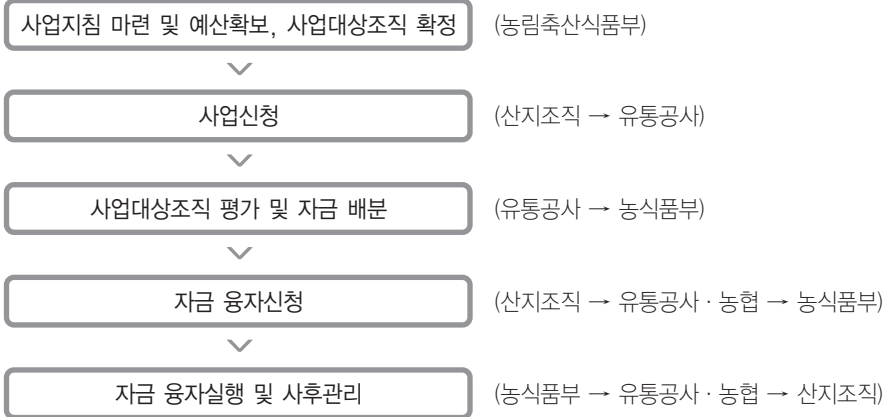 사업지침 마련 및 예산확보, 사업대상조직 확정 (농림축산식품부)
사업신청 (산지조직 → 유통공사)
사업대상조직 평가 및 자금 배분 (유통공사 → 농식품부)
자금 융자신청 (산지조직 → 유통공사 · 농협 → 농식품부)
자금 융자실행 및 사후관리 (농식품부 → 유통공사 · 농협 → 산지조직)